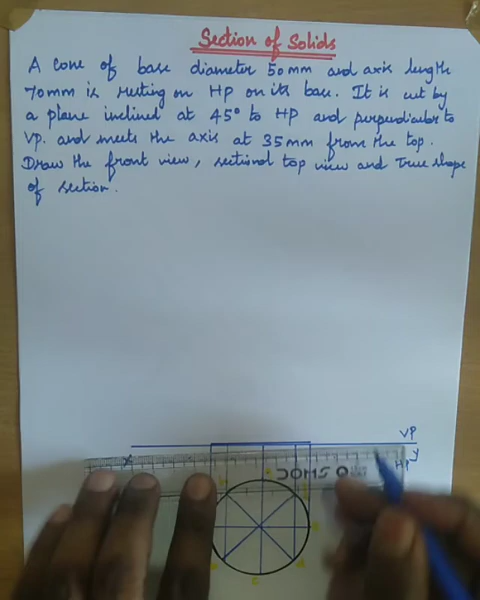 Section of Solids
A cone of base diameter 50mm and axis length
70mm is resting on HP on its base. It is cut by
a plane inclined at 45° to HP and perpendicular to
VP. and meets the axis at 35mm from the top.
Draw the front view, sectional top view and True shape
of section.
VP
X
Y
HP
DOMS